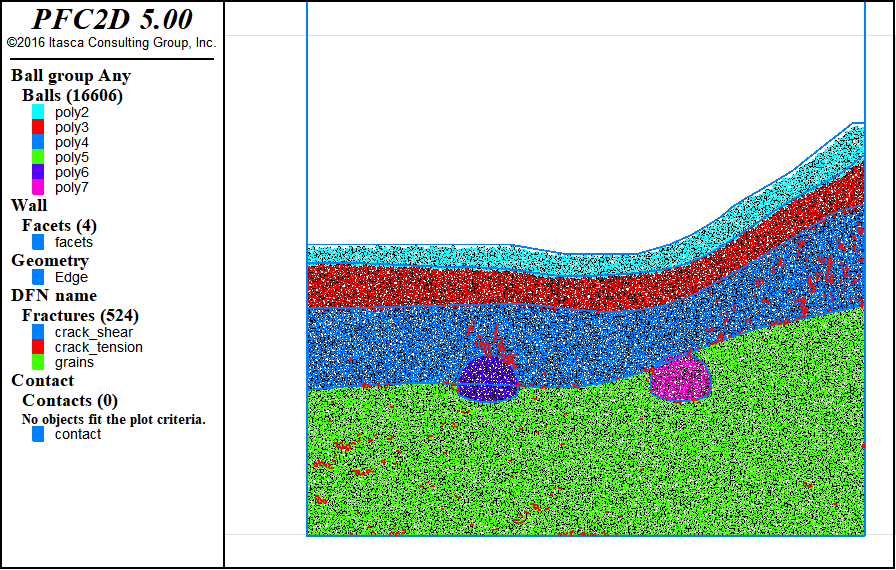 PFC2D 5.00
©2016 Itasca Consulting Group, Inc.
Ball group Any
Balls (16606)
poly2
poly3
poly4
poly5
poly6
poly7
Wall
Facets (4)
facets
Geometry
Edge
DFN name
Fractures (524)
crack_shear
crack_tension
grains
Contact
Contacts (0)
No objects fit the plot criteria.
contact